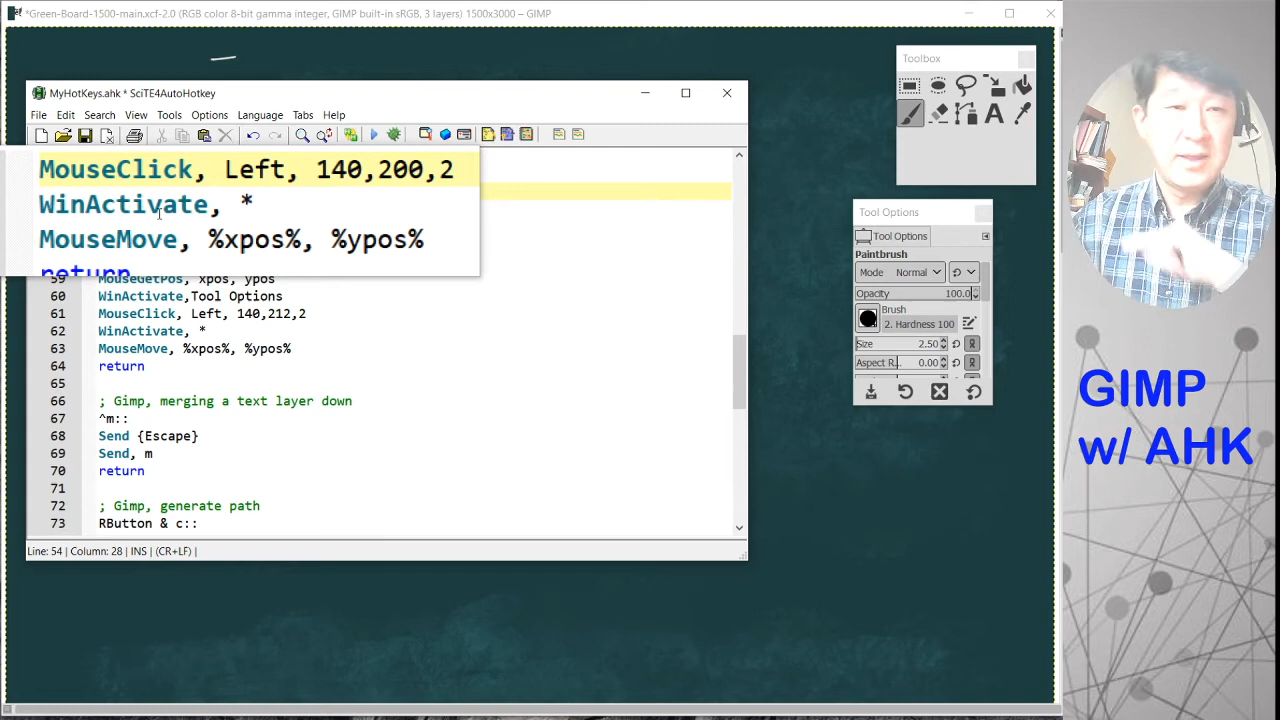 *Green-Board-1500-main.xcf-2.0 (RGB color 8-bit gamma integer, GIMP built-in sRGB, 3 layers) 1500x3000 – GIMP
MyHotKeys.ahk * SciTE4AutoHotkey
File Edit Search View Tools Options Language Tabs Help
MouseClick, Left, 140,200,2
WinActivate, *
MouseMove, %xpos%, %ypos%
return
59 MouseGetPos, xpos, ypos
60 WinActivate,Tool Options
61 MouseClick, Left, 140,212,2
62 WinActivate, *
63 MouseMove, %xpos%, %ypos%
64 return
65
66 ; Gimp, merging a text layer down
67 ^m::
68 Send {Escape}
69 Send, m
70 return
71
72 ; Gimp, generate path
73 RButton & c::
Line: 54 | Column: 28 | INS | (CR+LF) |
Toolbox
A
Tool Options
Tool Options
Paintbrush
Mode Normal
Opacity 100.0
Brush
2. Hardness 100
Size 2.50
Aspect R... 0.00
GIMP
w/ AHK